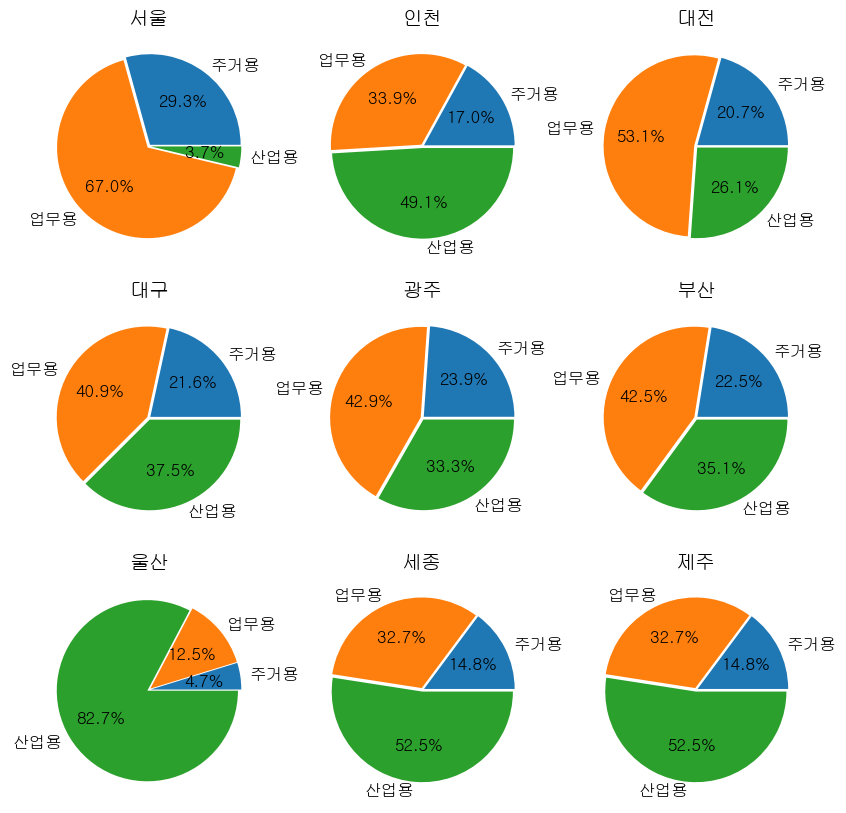 서울
주거용
29.3%
업무용
67.0%
산업용
3.7%
인천
주거용
17.0%
업무용
33.9%
산업용
49.1%
대전
주거용
20.7%
업무용
53.1%
산업용
26.1%
대구
주거용
21.6%
업무용
40.9%
산업용
37.5%
광주
주거용
23.9%
업무용
42.9%
산업용
33.3%
부산
주거용
22.5%
업무용
42.5%
산업용
35.1%
울산
주거용
4.7%
업무용
12.5%
산업용
82.7%
세종
주거용
14.8%
업무용
32.7%
산업용
52.5%
제주
주거용
14.8%
업무용
32.7%
산업용
52.5%